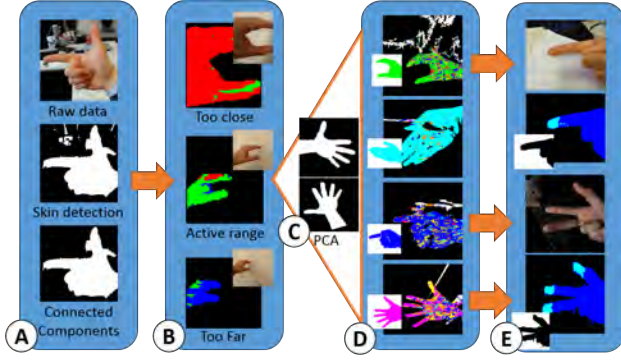 Raw data
Skin detection
Connected
Components
A
Too close
Active range
Too Far
B
C
PCA
D
E